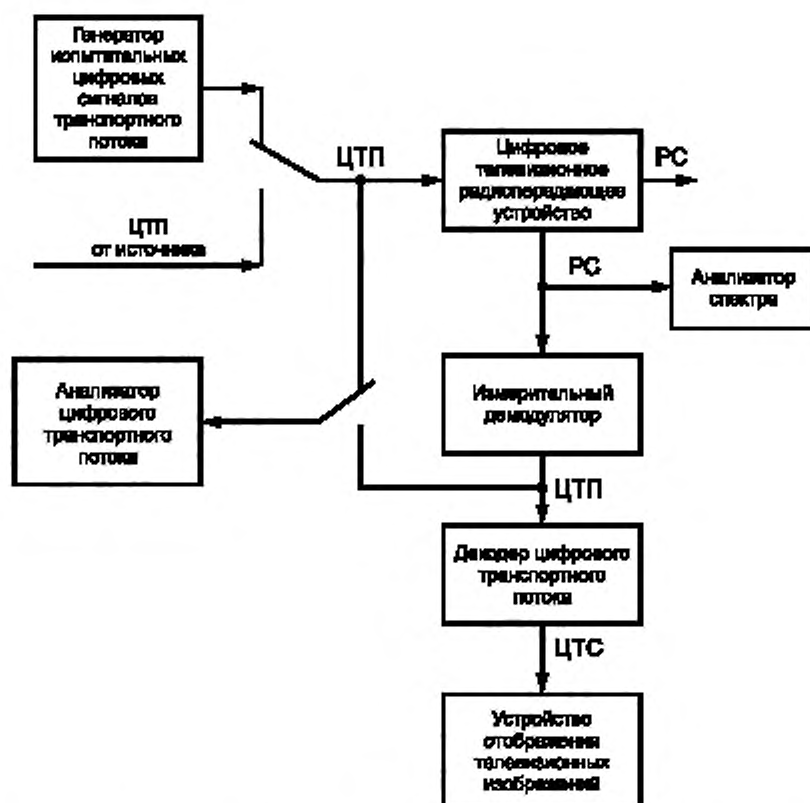 Генератор
испытательных
цифровых
сигналов
транспортного
потока
ЦТП
от источника
ЦТП
Цифровое
телевизионное
радиопередающее
устройство
РС
РС
Анализатор
спектра
Анализатор
цифрового
транспортного
потока
Измерительный
демодулятор
ЦТП
Декодер цифрового
транспортного
потока
ЦТС
Устройство
отображения
телевизионных
изображений